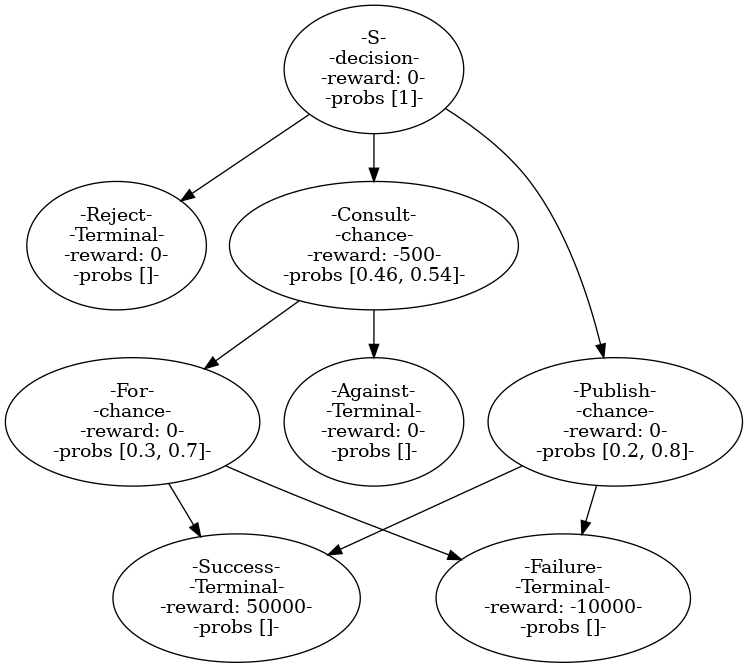 -S-
-decision-
-reward: 0-
-probs [1]-
-Reject-
-Terminal-
-reward: 0-
-probs []-
-Consult-
-chance-
-reward: -500-
-probs [0.46, 0.54]-
-For-
-chance-
-reward: 0-
-probs [0.3, 0.7]-
-Against-
-Terminal-
-reward: 0-
-probs []-
-Publish-
-chance-
-reward: 0-
-probs [0.2, 0.8]-
-Success-
-Terminal-
-reward: 50000-
-probs []-
-Failure-
-Terminal-
-reward: -10000-
-probs []-